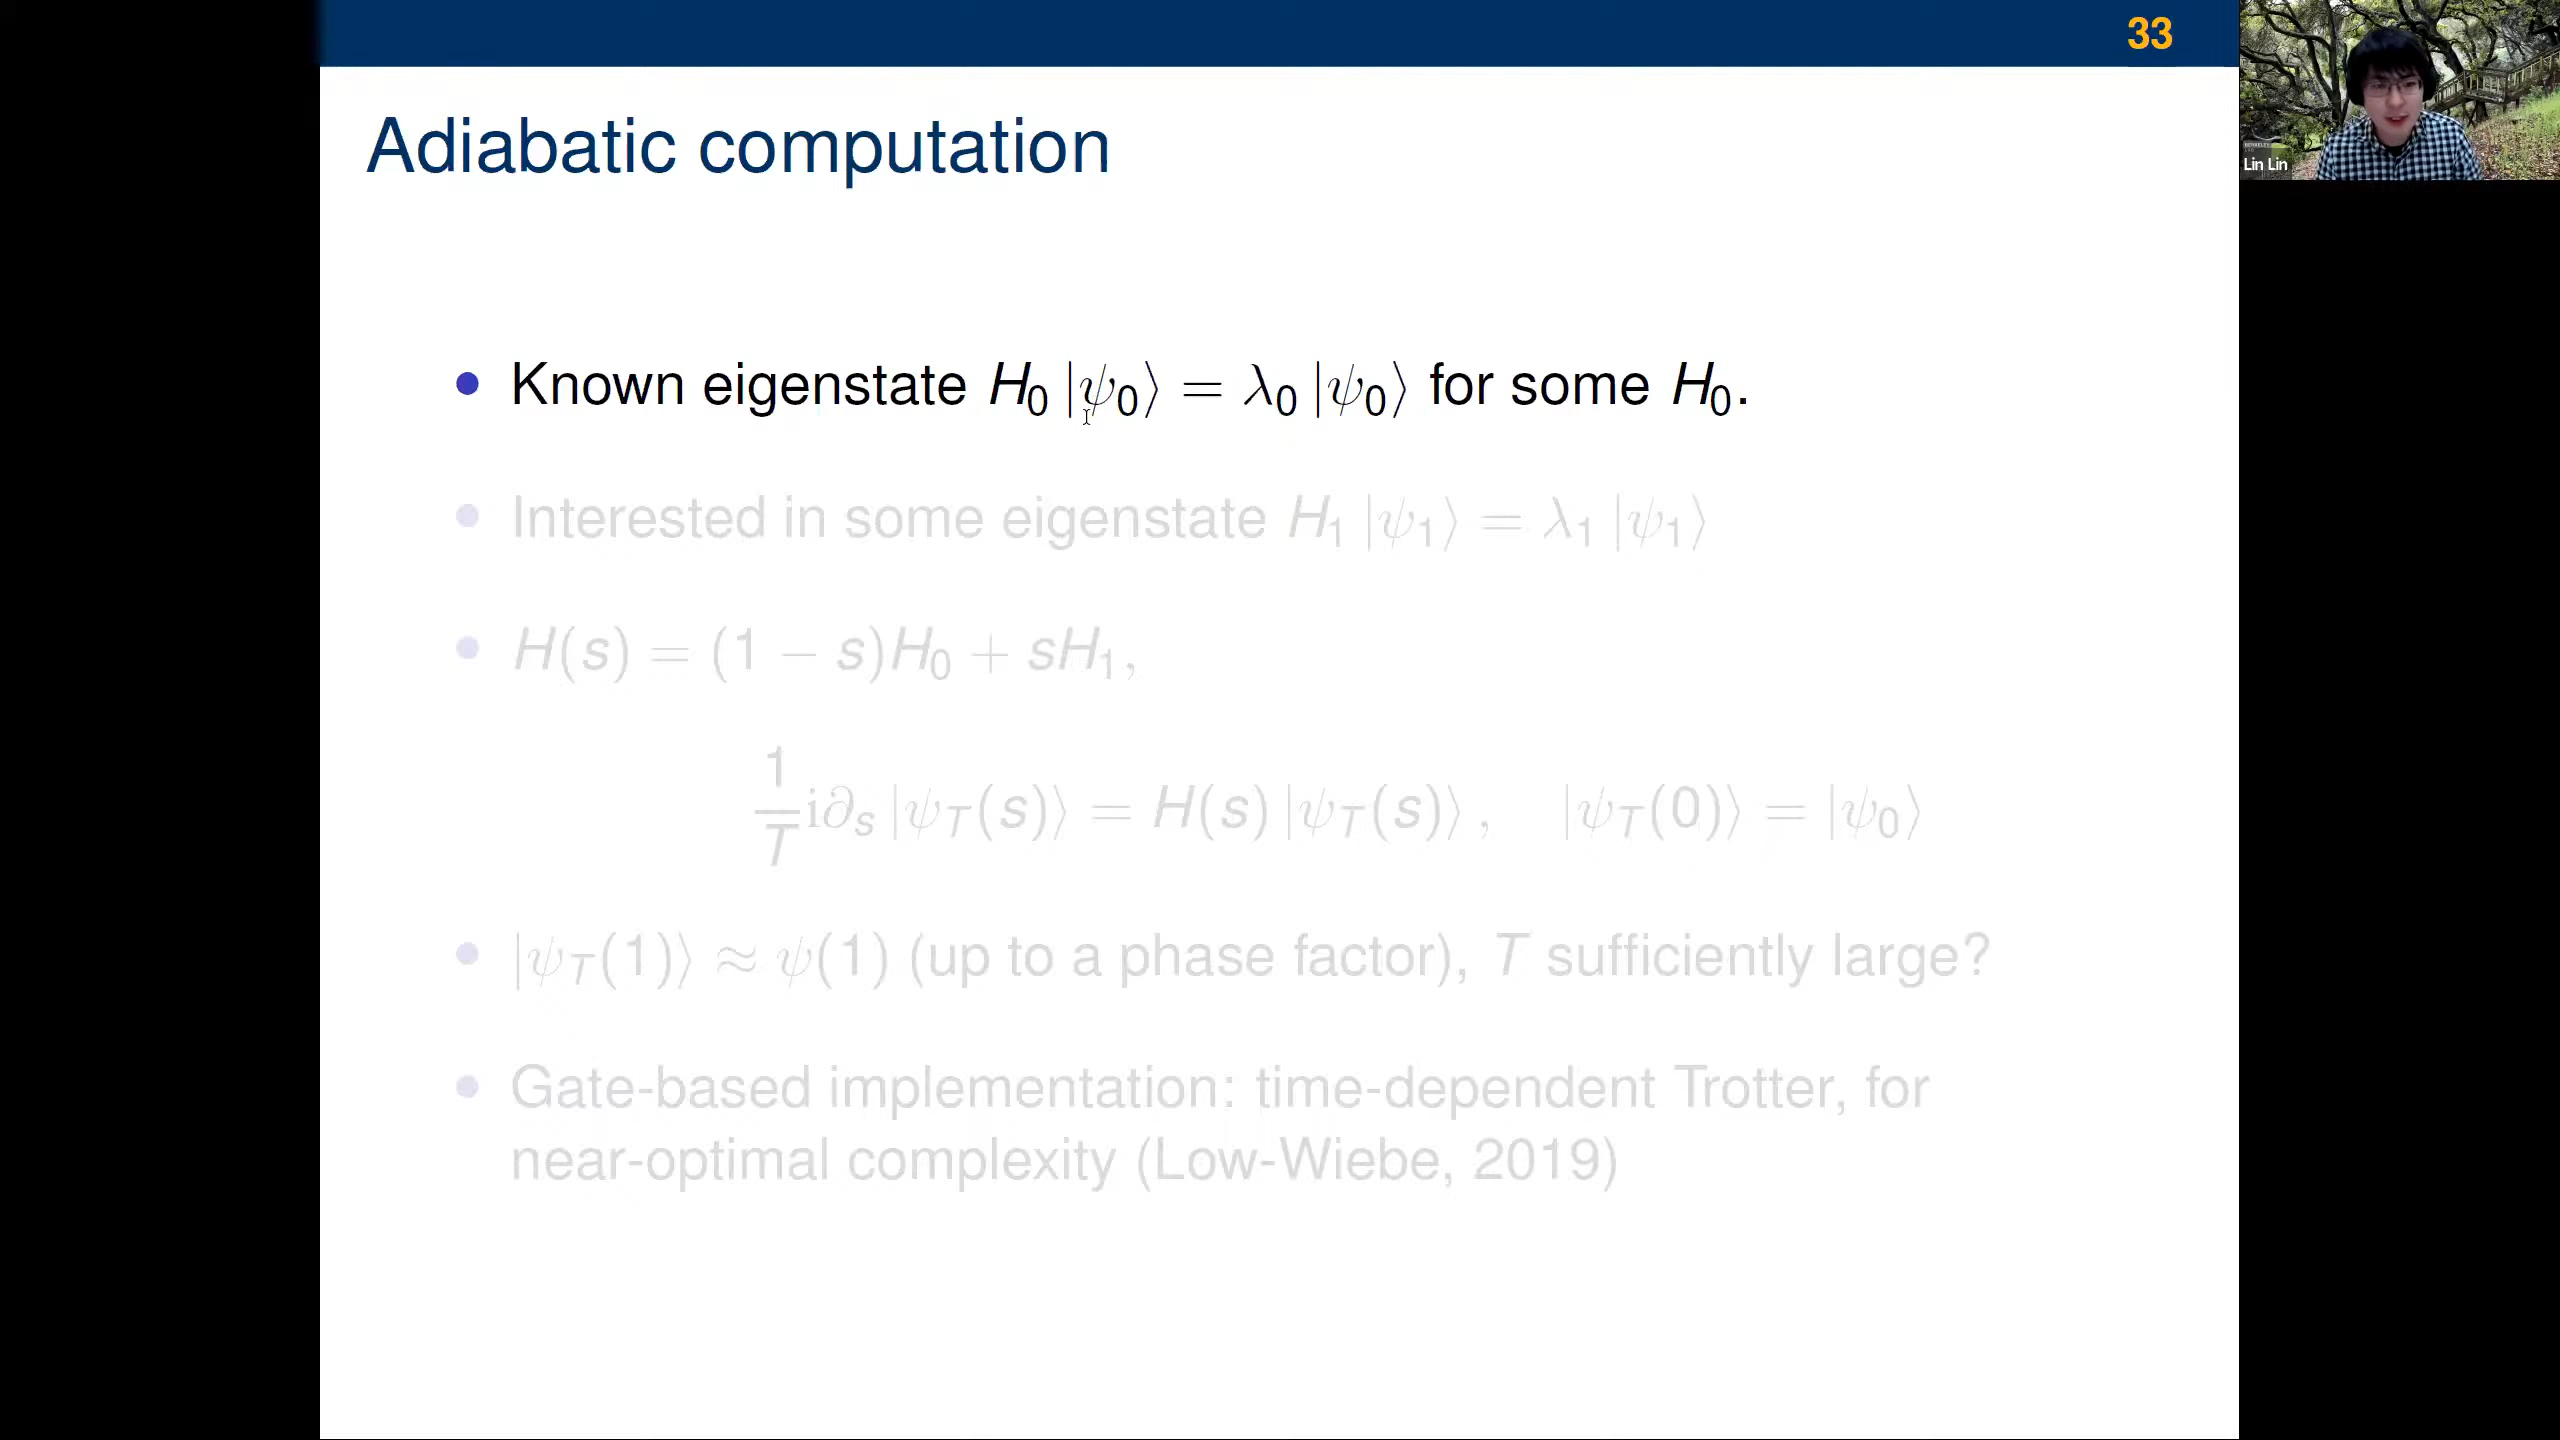 33
Adiabatic computation
Lin Lin
• Known eigenstate H₀ |ψ₀⟩ = λ₀ |ψ₀⟩ for some H₀.
• Interested in some eigenstate H₁ |ψ₁⟩ = λ₁ |ψ₁⟩
• H(s) = (1 − s)H₀ + sH₁,
1/T i∂ₛ |ψ_T(s)⟩ = H(s) |ψ_T(s)⟩ , |ψ_T(0)⟩ = |ψ₀⟩
• |ψ_T(1)⟩ ≈ ψ(1) (up to a phase factor), T sufficiently large?
• Gate-based implementation: time-dependent Trotter, for
near-optimal complexity (Low-Wiebe, 2019)